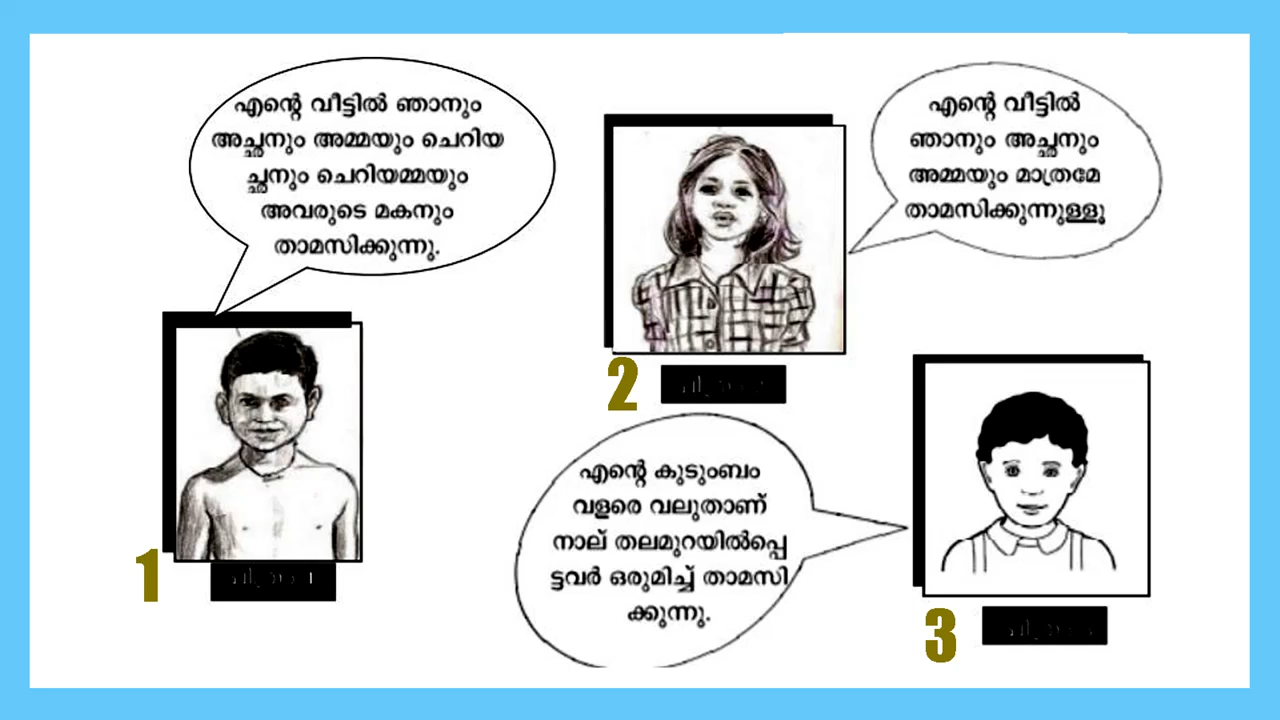 എന്റെ വീട്ടിൽ ഞാനും
അച്ഛനും അമ്മയും ചെറിയ
ച്ഛനും ചെറിയമ്മയും
അവരുടെ മകനും
താമസിക്കുന്നു.
1
എന്റെ വീട്ടിൽ
ഞാനും അച്ഛനും
അമ്മയും മാത്രമേ
താമസിക്കുന്നുള്ളൂ
2
എന്റെ കുടുംബം
വളരെ വലുതാണ്
നാല് തലമുറയിൽപ്പെ
ട്ടവർ ഒരുമിച്ച് താമസി
ക്കുന്നു.
3